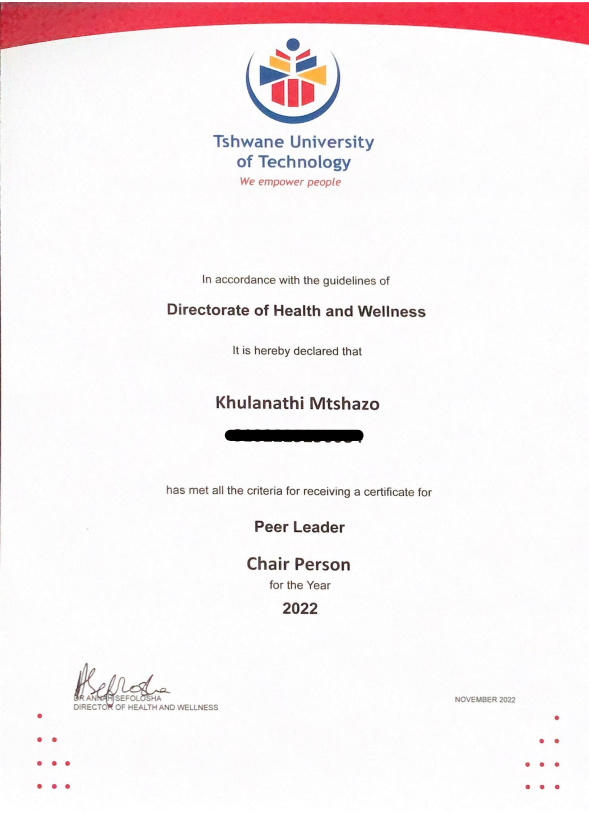 Tshwane University
of Technology
We empower people
In accordance with the guidelines of
Directorate of Health and Wellness
It is hereby declared that
Khulanathi Mtshazo
has met all the criteria for receiving a certificate for
Peer Leader
Chair Person
for the Year
2022
DR ANNAH SEFOLOSHA
DIRECTOR OF HEALTH AND WELLNESS
NOVEMBER 2022